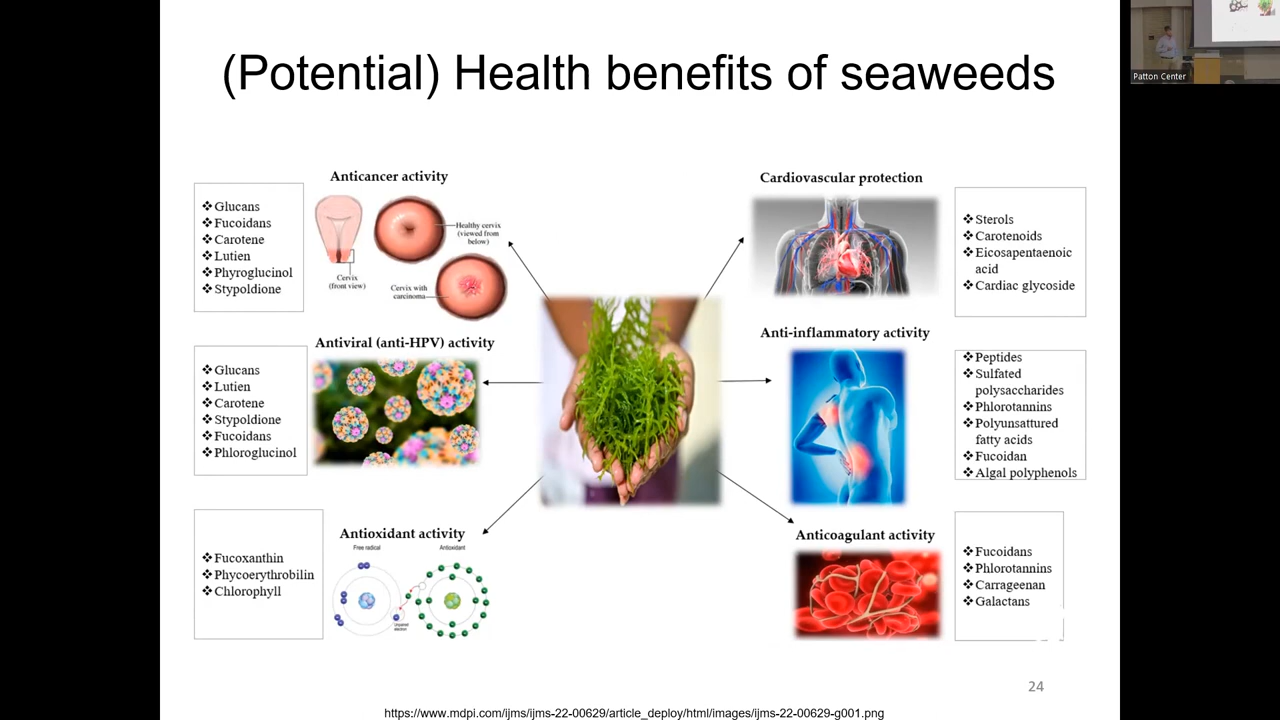 (Potential) Health benefits of seaweeds
Patton Center
Anticancer activity
❖Glucans
❖Fucoidans
❖Carotene
❖Lutien
❖Phyroglucinol
❖Stypoldione
Healthy cervix
(viewed from
below)
Cervix
(front view)
Cervix with
carcinoma
Cardiovascular protection
❖Sterols
❖Carotenoids
❖Eicosapentaenoic
acid
❖Cardiac glycoside
Antiviral (anti-HPV) activity
❖Glucans
❖Lutien
❖Carotene
❖Stypoldione
❖Fucoidans
❖Phloroglucinol
Anti-inflammatory activity
❖Peptides
❖Sulfated
polysaccharides
❖Phlorotannins
❖Polyunsattured
fatty acids
❖Fucoidan
❖Algal polyphenols
Antioxidant activity
❖Fucoxanthin
❖Phycoerythrobilin
❖Chlorophyll
Free radical
Antioxidant
Unpaired
electron
Anticoagulant activity
❖Fucoidans
❖Phlorotannins
❖Carrageenan
❖Galactans
24
https://www.mdpi.com/ijms/ijms-22-00629/article_deploy/html/images/ijms-22-00629-g001.png